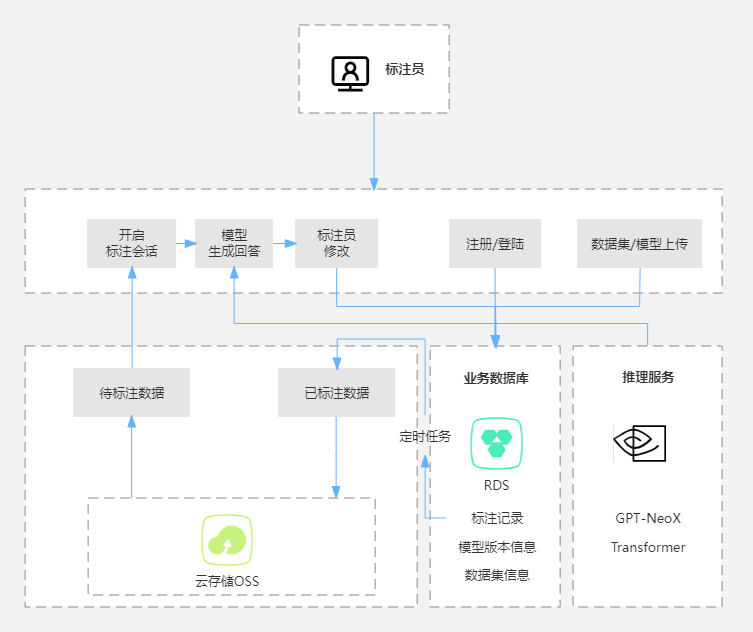 标注员
开启
标注会话
模型
生成回答
标注员
修改
注册/登陆
数据集/模型上传
待标注数据
已标注数据
定时任务
云存储OSS
业务数据库
RDS
标注记录
模型版本信息
数据集信息
推理服务
GPT-NeoX
Transformer